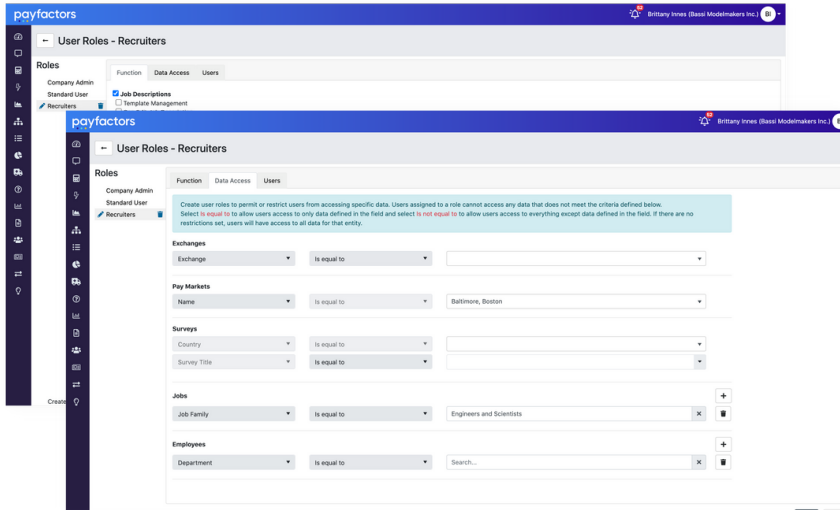 payfactors
52
Brittany Innes (Bassi Modelmakers Inc.) BI
← User Roles - Recruiters
Roles
Function Data Access Users
Company Admin
Standard User
Recruiters
Job Descriptions
Template Management
Create
payfactors
52
Brittany Innes (Bassi Modelmakers Inc.)
← User Roles - Recruiters
Roles
Function Data Access Users
Company Admin
Standard User
Recruiters
Create user roles to permit or restrict users from accessing specific data. Users assigned to a role cannot access any data that does not meet the criteria defined below.
Select is equal to to allow users access to only data defined in the field and select is not equal to to allow users access to everything except data defined in the field. If there are no
restrictions set, users will have access to all data for that entity.
Exchanges
Exchange Is equal to
Pay Markets
Name Is equal to Baltimore, Boston
Surveys
Country Is equal to
Survey Title Is equal to
Jobs +
Job Family Is equal to Engineers and Scientists ×
Employees +
Department Is equal to Search... ×